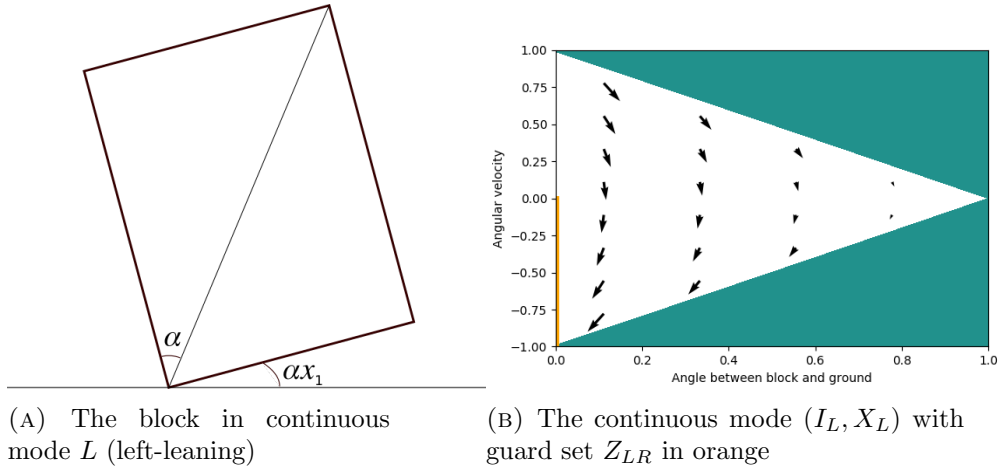 α
αx₁
1.00
0.75
0.50
0.25
0.00
−0.25
−0.50
−0.75
−1.00
Angular velocity
0.0 0.2 0.4 0.6 0.8 1.0
Angle between block and ground
(A) The block in continuous
mode L (left-leaning)
(B) The continuous mode (I_L, X_L) with
guard set Z_LR in orange